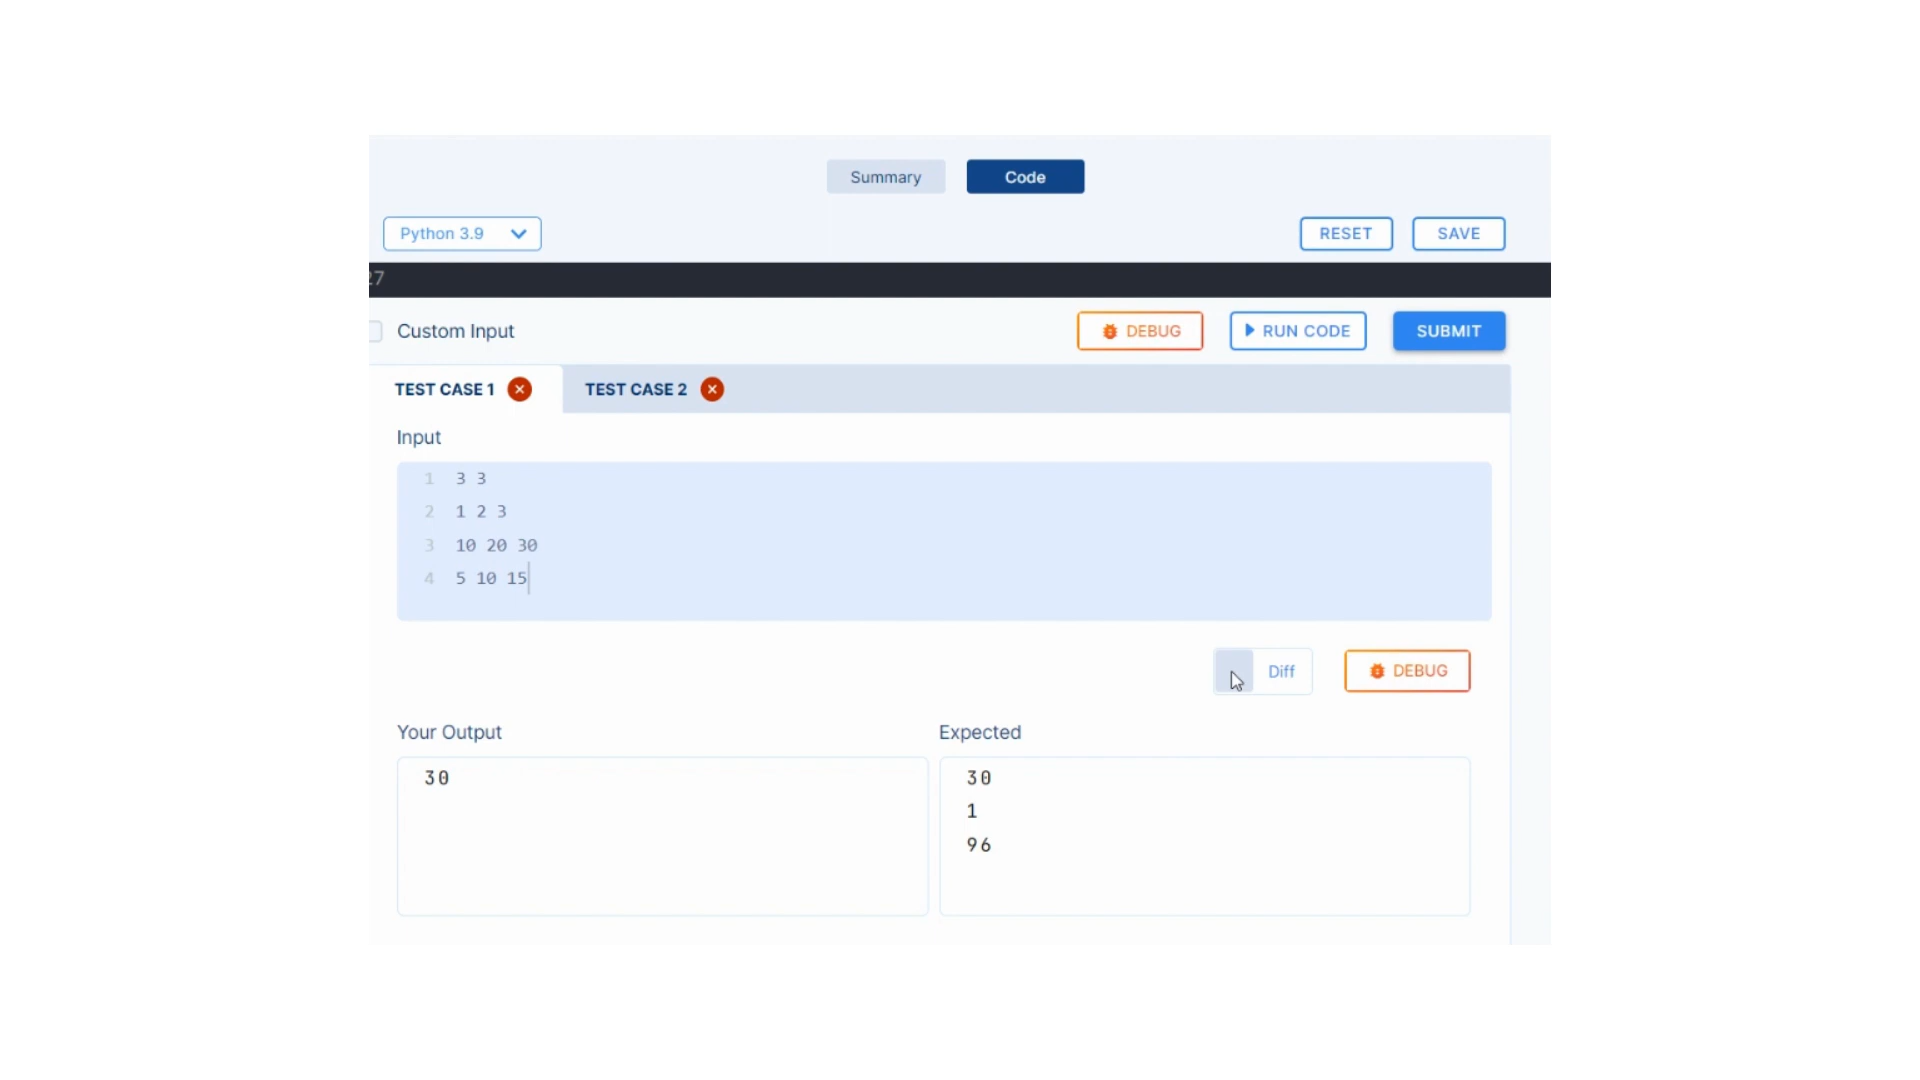 Summary Code
Python 3.9 RESET SAVE
27
Custom Input DEBUG RUN CODE SUBMIT
TEST CASE 1 TEST CASE 2
Input
1 3 3
2 1 2 3
3 10 20 30
4 5 10 15
Diff DEBUG
Your Output Expected
30 30
1
96